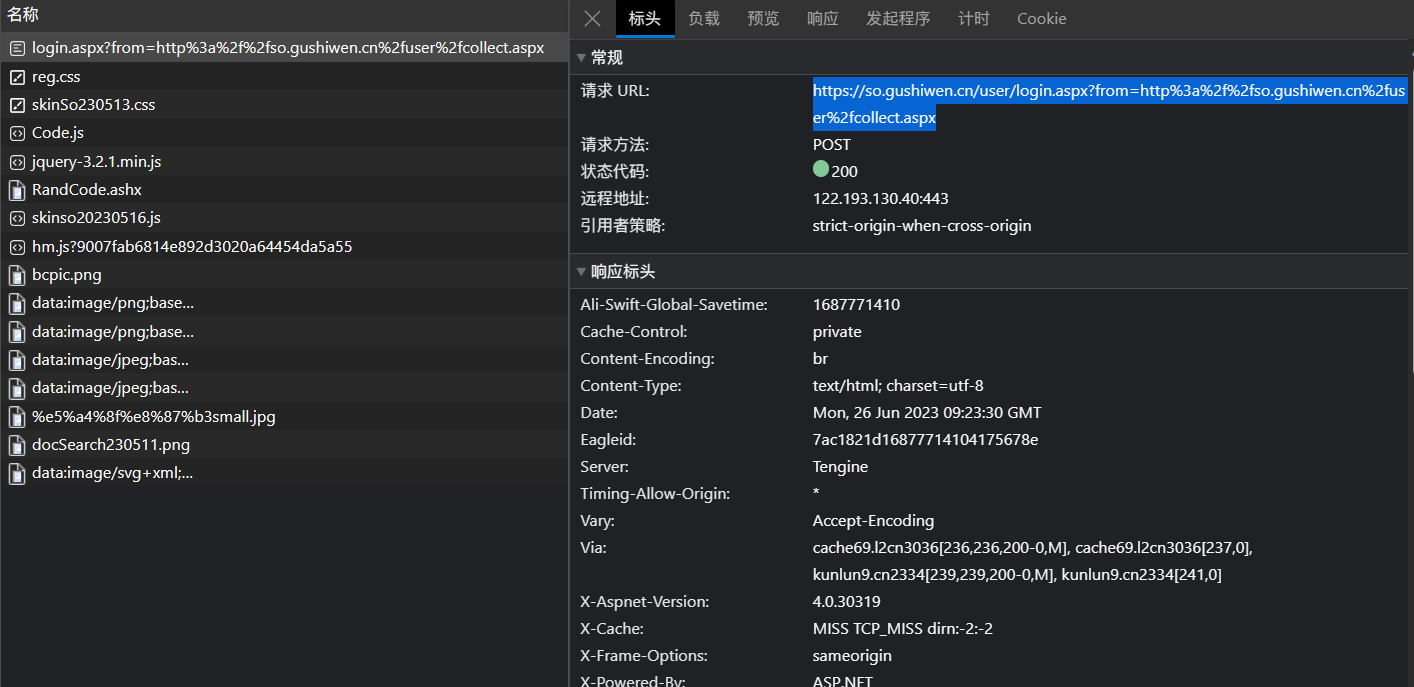 名称
login.aspx?from=http%3a%2f%2fso.gushiwen.cn%2fuser%2fcollect.aspx
reg.css
skinSo230513.css
Code.js
jquery-3.2.1.min.js
RandCode.ashx
skinso20230516.js
hm.js?9007fab6814e892d3020a64454da5a55
bcpic.png
data:image/png;base...
data:image/png;base...
data:image/jpeg;bas...
data:image/jpeg;bas...
%e5%a4%8f%e8%87%b3small.jpg
docSearch230511.png
data:image/svg+xml;...
标头 负载 预览 响应 发起程序 计时 Cookie
常规
请求 URL: https://so.gushiwen.cn/user/login.aspx?from=http%3a%2f%2fso.gushiwen.cn%2fus
er%2fcollect.aspx
请求方法: POST
状态代码: 200
远程地址: 122.193.130.40:443
引用者策略: strict-origin-when-cross-origin
响应标头
Ali-Swift-Global-Savetime: 1687771410
Cache-Control: private
Content-Encoding: br
Content-Type: text/html; charset=utf-8
Date: Mon, 26 Jun 2023 09:23:30 GMT
Eagleid: 7ac1821d16877714104175678e
Server: Tengine
Timing-Allow-Origin: *
Vary: Accept-Encoding
Via: cache69.l2cn3036[236,236,200-0,M], cache69.l2cn3036[237,0],
kunlun9.cn2334[239,239,200-0,M], kunlun9.cn2334[241,0]
X-Aspnet-Version: 4.0.30319
X-Cache: MISS TCP_MISS dirn:-2:-2
X-Frame-Options: sameorigin
X-Powered-By: ASP.NET